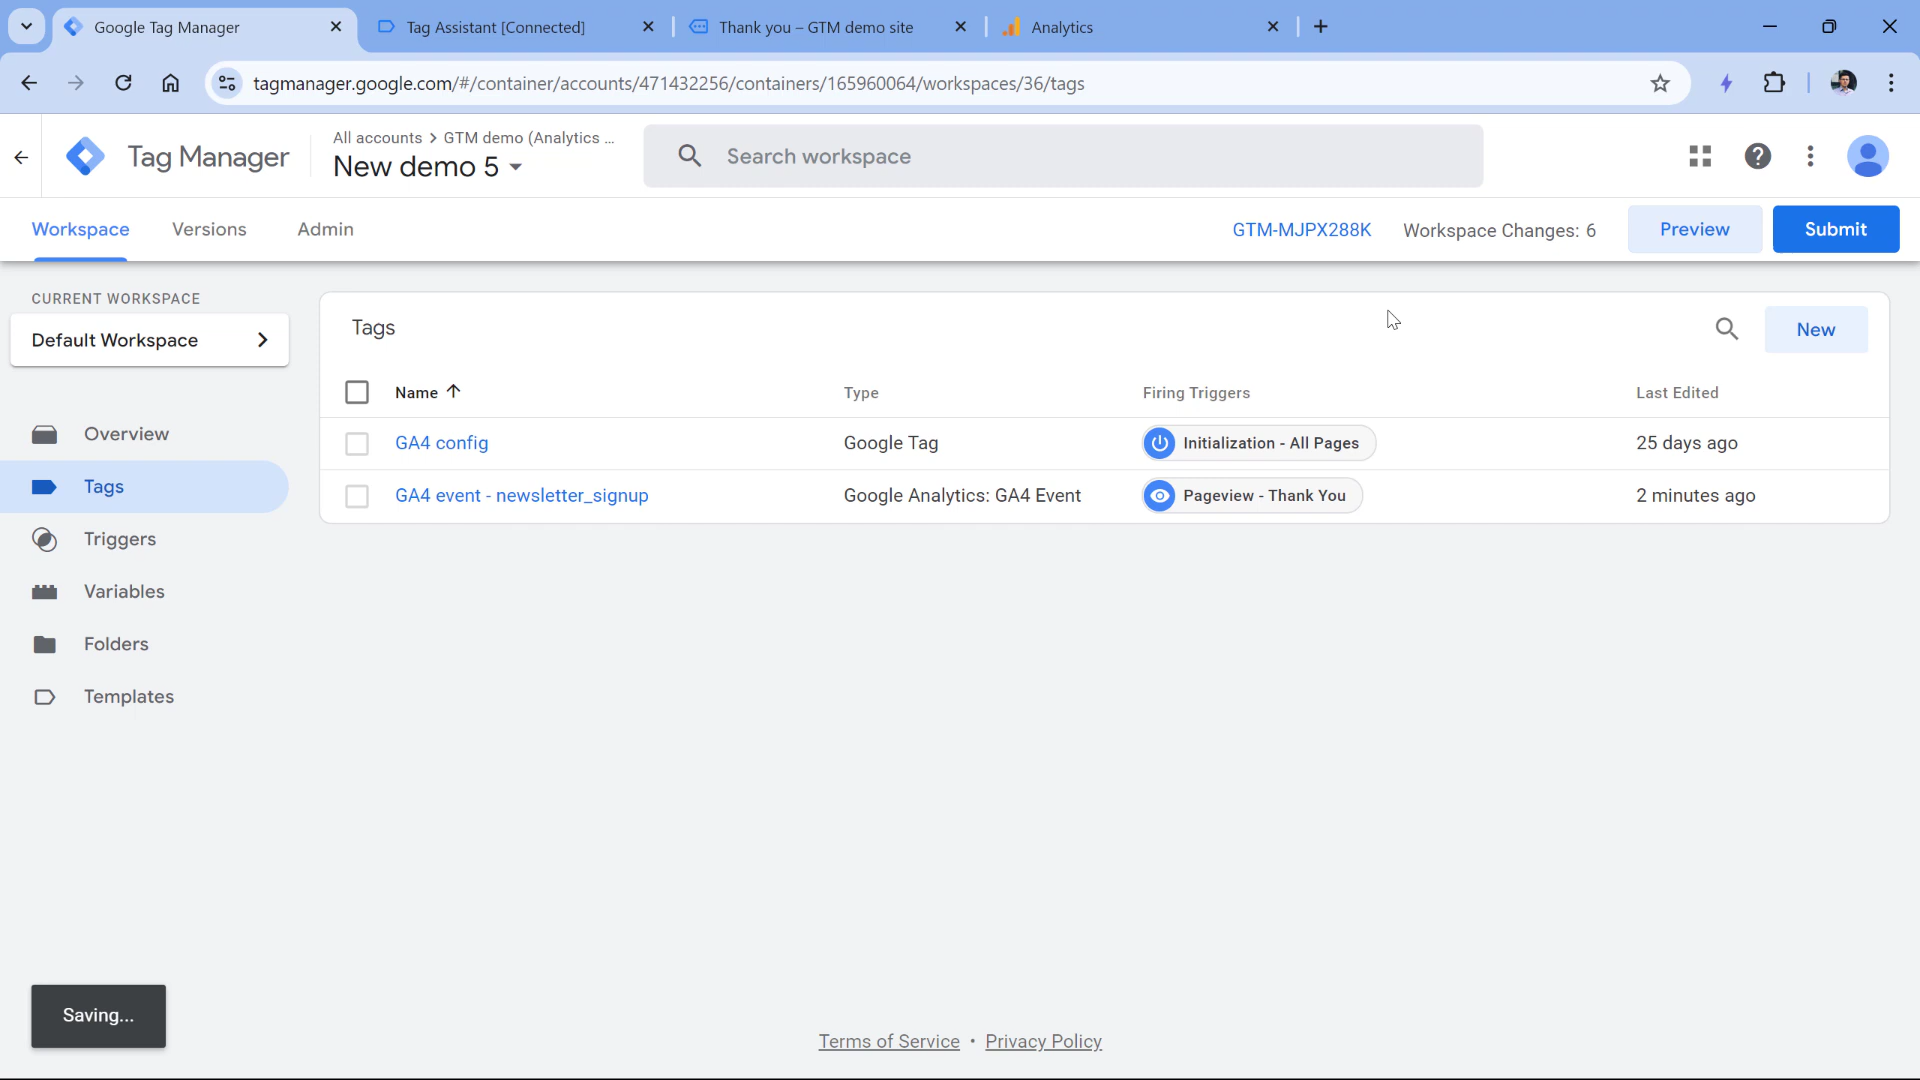 Google Tag Manager
Tag Assistant [Connected]
Thank you – GTM demo site
Analytics
tagmanager.google.com/#/container/accounts/471432256/containers/165960064/workspaces/36/tags
Tag Manager
All accounts > GTM demo (Analytics ...
New demo 5
Search workspace
Workspace
Versions
Admin
GTM-MJPX288K
Workspace Changes: 6
Preview
Submit
CURRENT WORKSPACE
Default Workspace
Overview
Tags
Triggers
Variables
Folders
Templates
Tags
New
Name
Type
Firing Triggers
Last Edited
GA4 config
Google Tag
Initialization - All Pages
25 days ago
GA4 event - newsletter_signup
Google Analytics: GA4 Event
Pageview - Thank You
2 minutes ago
Saving...
Terms of Service • Privacy Policy